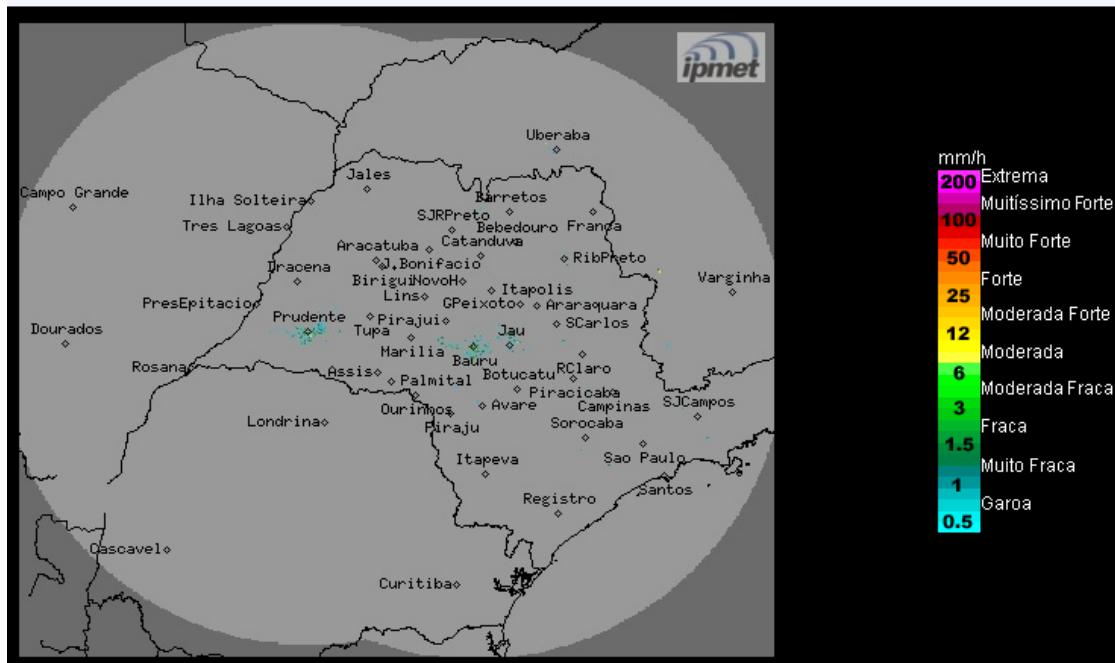 ipmet
Uberaba
Jales
Campo Grande
Ilha Solteira
Barretos
SJRPreto
Tres Lagoas
Bebedouro
Franca
Aracatuba
Catanduva
RibPreto
Dracena
J.Bonifacio
Varginha
Birigui
NovoH
Itapolis
Lins
PresEpitacio
GPeixoto
Araraquara
Prudente
Pirajui
SCarlos
Dourados
Tupa
Jau
Marilia
Bauru
Rosana
Assis
Botucatu
RClaro
Palmital
Piracicaba
Ourinhos
Avare
Campinas
SJCampos
Londrina
Piraju
Sorocaba
Itapeva
Sao Paulo
Santos
Registro
Cascavel
Curitiba
mm/h
200 Extrema
Muitíssimo Forte
100
Muito Forte
50
Forte
25
Moderada Forte
12
Moderada
6
Moderada Fraca
3
Fraca
1.5
Muito Fraca
1
Garoa
0.5